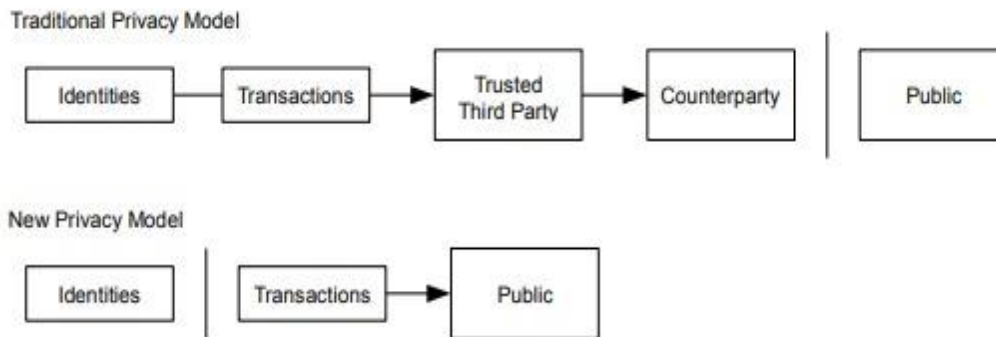 Traditional Privacy Model
Identities
Transactions
Trusted
Third Party
Counterparty
Public
New Privacy Model
Identities
Transactions
Public